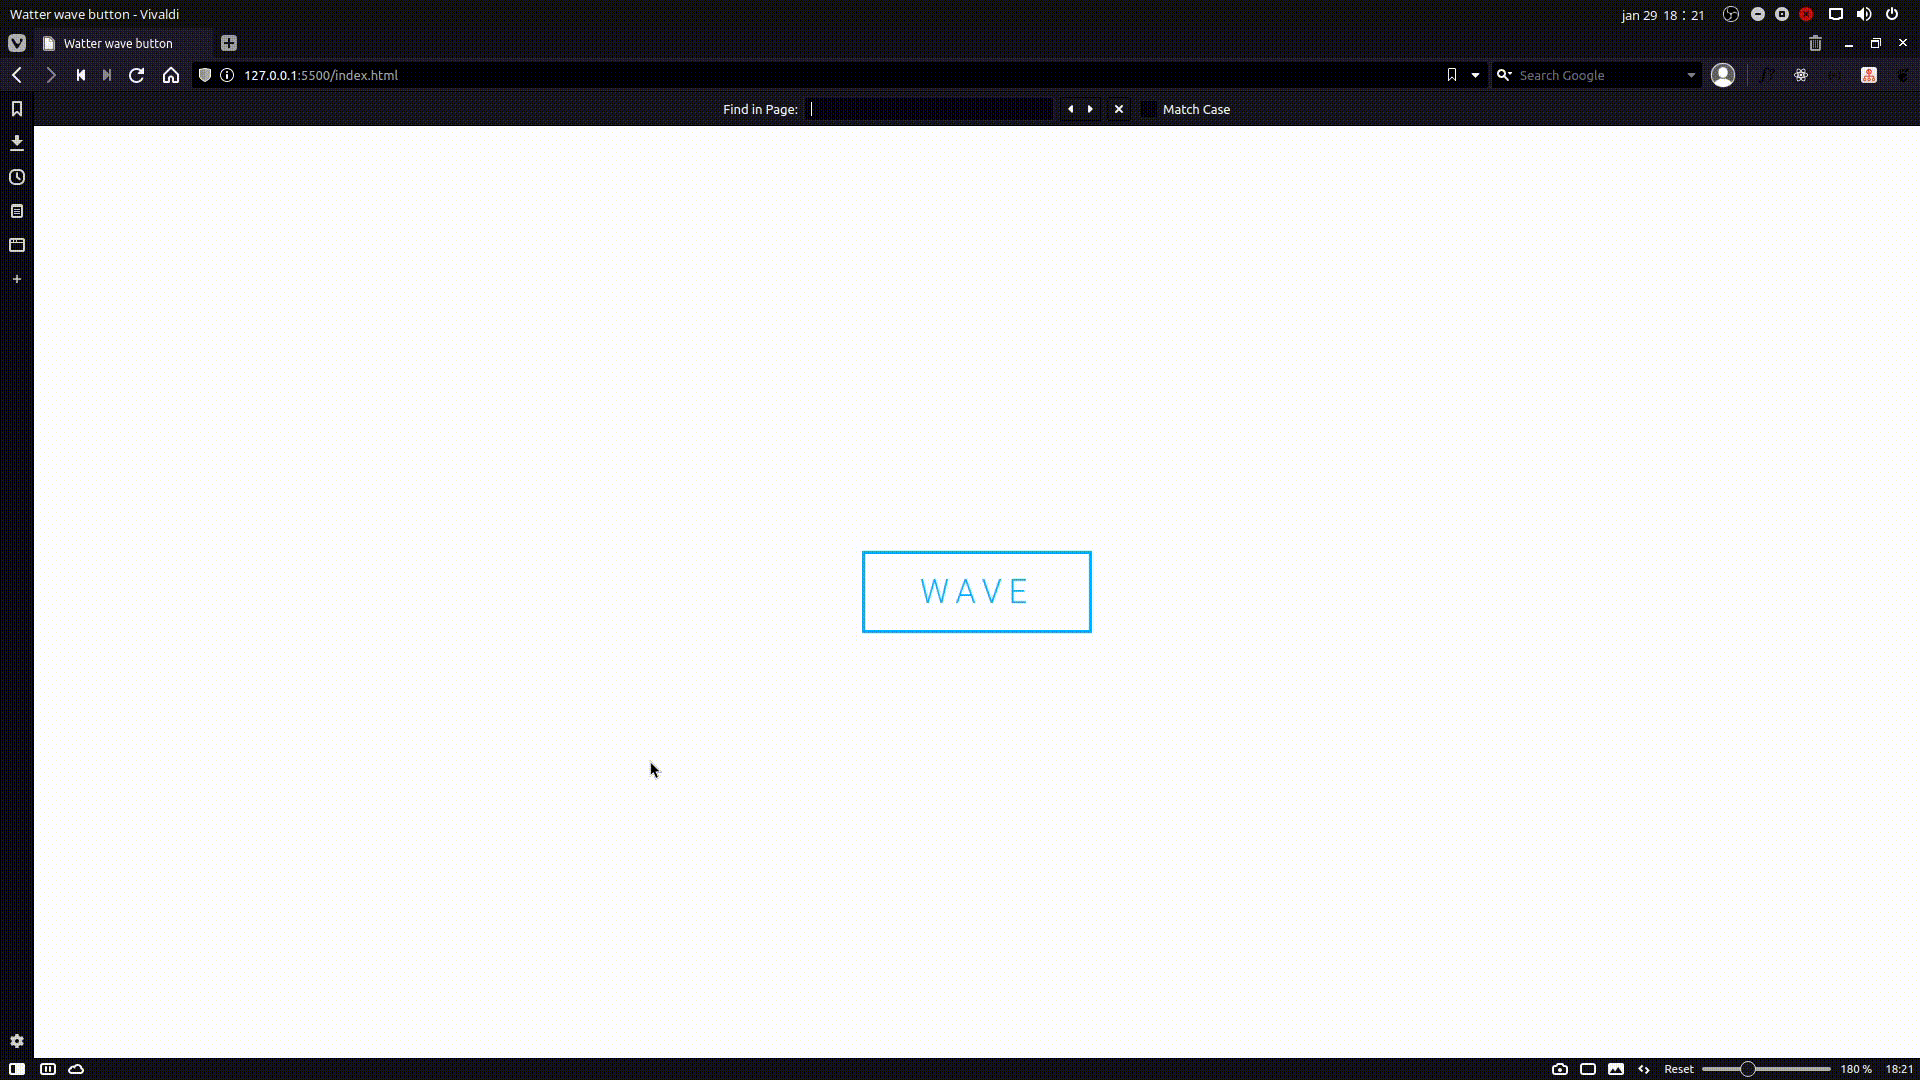 Watter wave button - Vivaldi
jan 29 18 : 21
Watter wave button
127.0.0.1:5500/index.html
Search Google
Find in Page:
Match Case
WAVE
Reset
180 %
18:21